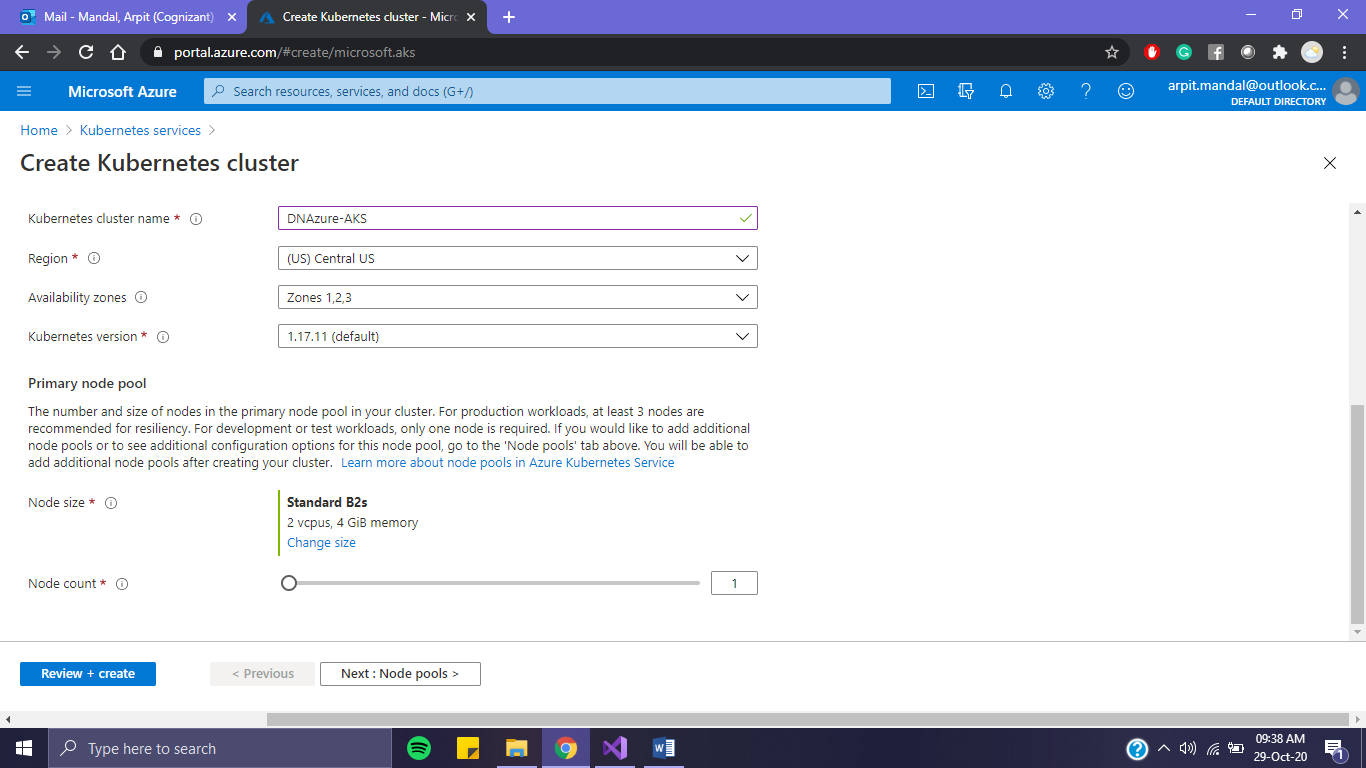 Mail - Mandal, Arpit (Cognizant)
Create Kubernetes cluster - Micro
portal.azure.com/#create/microsoft.aks
Microsoft Azure
Search resources, services, and docs (G+/)
arpit.mandal@outlook.c...
DEFAULT DIRECTORY
Home > Kubernetes services >
Create Kubernetes cluster
Kubernetes cluster name *
DNAzure-AKS
Region *
(US) Central US
Availability zones
Zones 1,2,3
Kubernetes version *
1.17.11 (default)
Primary node pool
The number and size of nodes in the primary node pool in your cluster. For production workloads, at least 3 nodes are
recommended for resiliency. For development or test workloads, only one node is required. If you would like to add additional
node pools or to see additional configuration options for this node pool, go to the 'Node pools' tab above. You will be able to
add additional node pools after creating your cluster. Learn more about node pools in Azure Kubernetes Service
Node size *
Standard B2s
2 vcpus, 4 GiB memory
Change size
Node count *
1
Review + create
< Previous
Next : Node pools >
Type here to search
09:38 AM
29-Oct-20
1